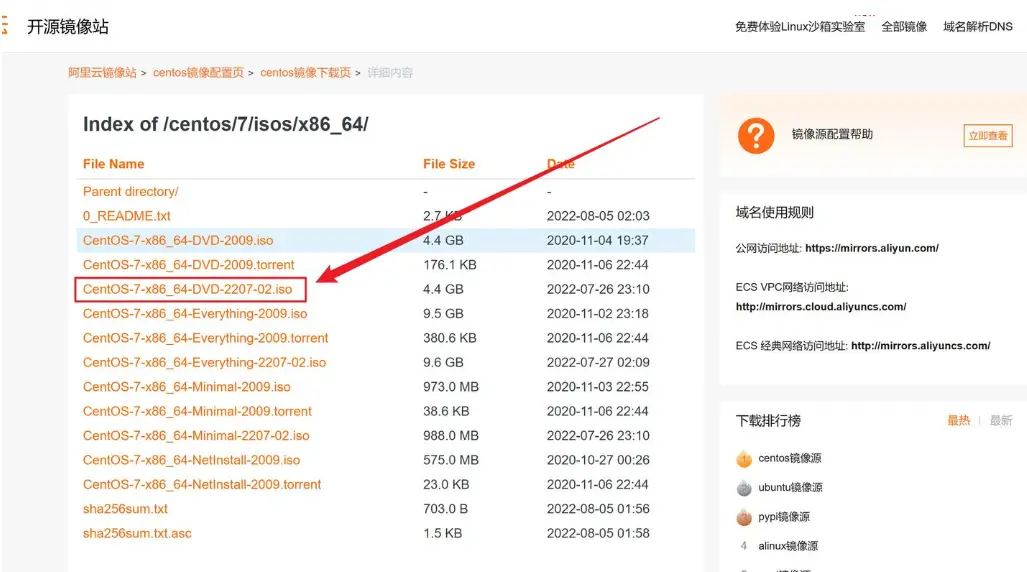 开源镜像站
免费体验Linux沙箱实验室 全部镜像 域名解析DNS
阿里云镜像站 > centos镜像配置页 > centos镜像下载页 > 详细内容
Index of /centos/7/isos/x86_64/
File Name File Size Date
Parent directory/ - -
0_README.txt 2.7 KB 2022-08-05 02:03
CentOS-7-x86_64-DVD-2009.iso 4.4 GB 2020-11-04 19:37
CentOS-7-x86_64-DVD-2009.torrent 176.1 KB 2020-11-06 22:44
CentOS-7-x86_64-DVD-2207-02.iso 4.4 GB 2022-07-26 23:10
CentOS-7-x86_64-Everything-2009.iso 9.5 GB 2020-11-02 23:18
CentOS-7-x86_64-Everything-2009.torrent 380.6 KB 2020-11-06 22:44
CentOS-7-x86_64-Everything-2207-02.iso 9.6 GB 2022-07-27 02:09
CentOS-7-x86_64-Minimal-2009.iso 973.0 MB 2020-11-03 22:55
CentOS-7-x86_64-Minimal-2009.torrent 38.6 KB 2020-11-06 22:44
CentOS-7-x86_64-Minimal-2207-02.iso 988.0 MB 2022-07-26 23:10
CentOS-7-x86_64-NetInstall-2009.iso 575.0 MB 2020-10-27 00:26
CentOS-7-x86_64-NetInstall-2009.torrent 23.0 KB 2020-11-06 22:44
sha256sum.txt 703.0 B 2022-08-05 01:56
sha256sum.txt.asc 1.5 KB 2022-08-05 01:58
镜像源配置帮助 立即查看
域名使用规则
公网访问地址: https://mirrors.aliyun.com/
ECS VPC网络访问地址:
http://mirrors.cloud.aliyuncs.com/
ECS 经典网络访问地址: http://mirrors.aliyuncs.com/
下载排行榜 最热 | 最新
1 centos镜像源
2 ubuntu镜像源
3 pypi镜像源
4 alinux镜像源